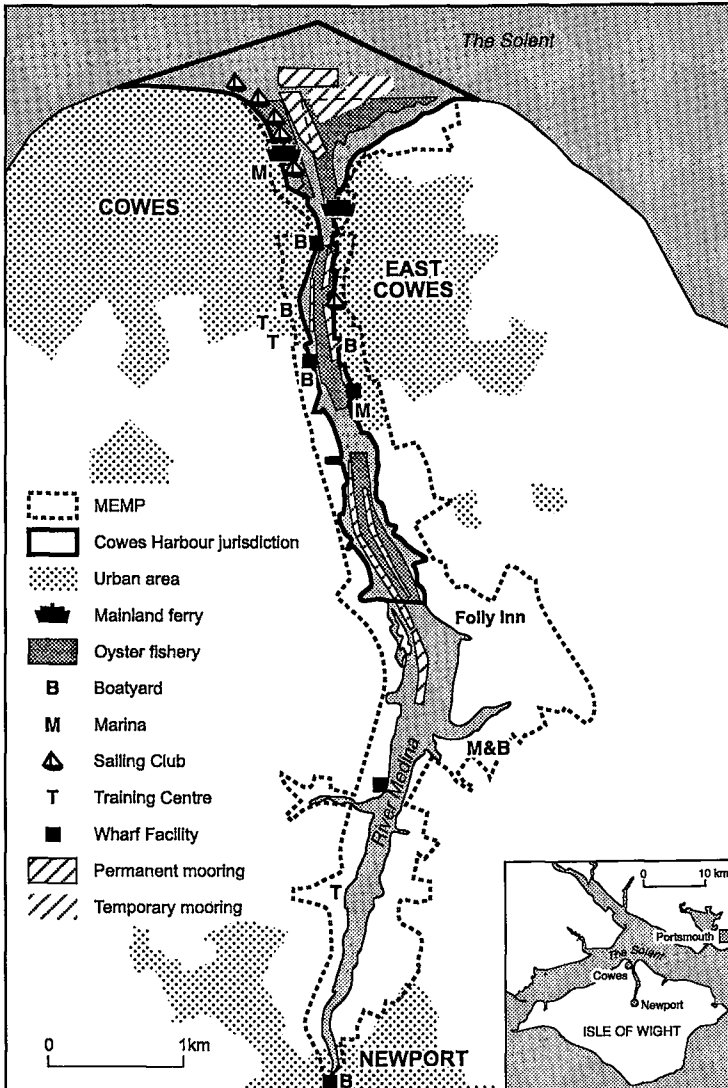 The Solent
M
COWES
B
EAST
COWES
B
T
T
B
B
M
MEMP
Cowes Harbour jurisdiction
Urban area
Mainland ferry
Oyster fishery
B Boatyard
M Marina
Sailing Club
T Training Centre
Wharf Facility
Permanent mooring
Temporary mooring
Folly Inn
M&B
River Medina
T
0 1km
NEWPORT
B
0 10 km
Portsmouth
The Solent
Cowes
Newport
ISLE OF WIGHT